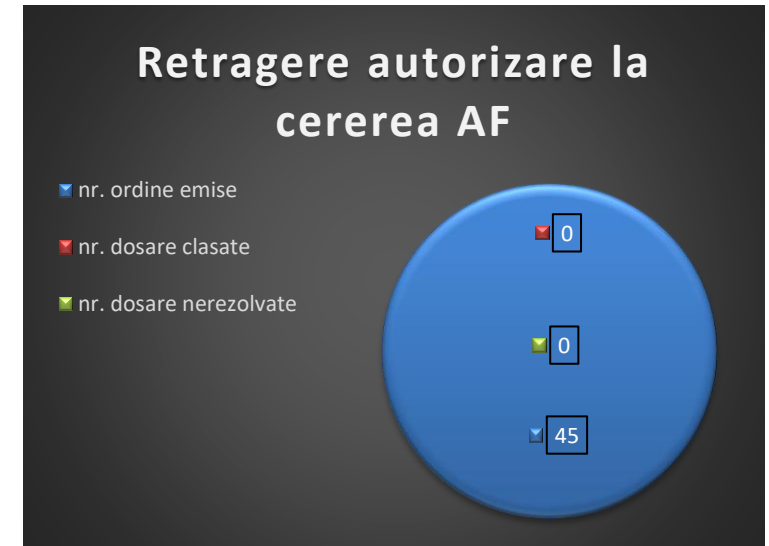 Retragere autorizare la
cererea AF
nr. ordine emise
nr. dosare clasate
nr. dosare nerezolvate
0
0
45